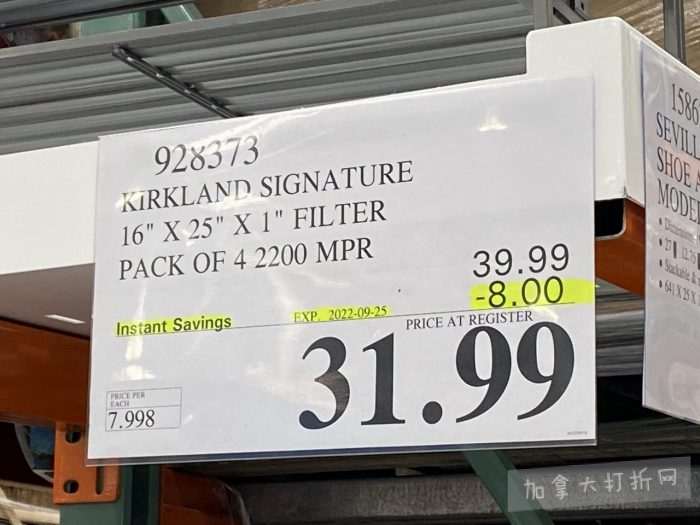 928373
KIRKLAND SIGNATURE
16" X 25" X 1" FILTER
PACK OF 4 2200 MPR
39.99
-8.00
Instant Savings
EXP. 2022-09-25
PRICE AT REGISTER
31.99
PRICE PER
EACH
7.998
1586
SEVILL
SHOE
MODE
加拿大打折网